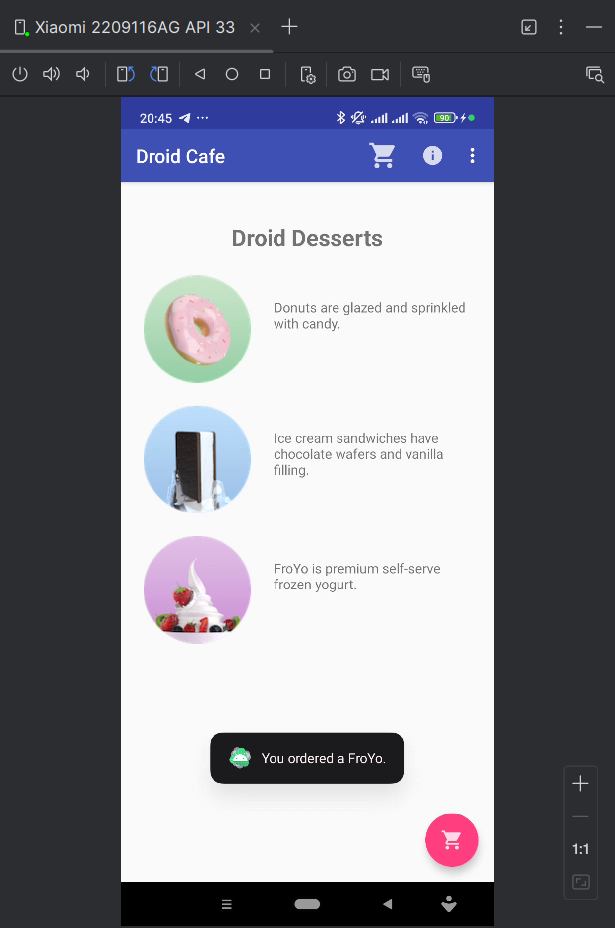 Xiaomi 2209116AG API 33
20:45
90
Droid Cafe
Droid Desserts
Donuts are glazed and sprinkled
with candy.
Ice cream sandwiches have
chocolate wafers and vanilla
filling.
FroYo is premium self-serve
frozen yogurt.
You ordered a FroYo.
1:1